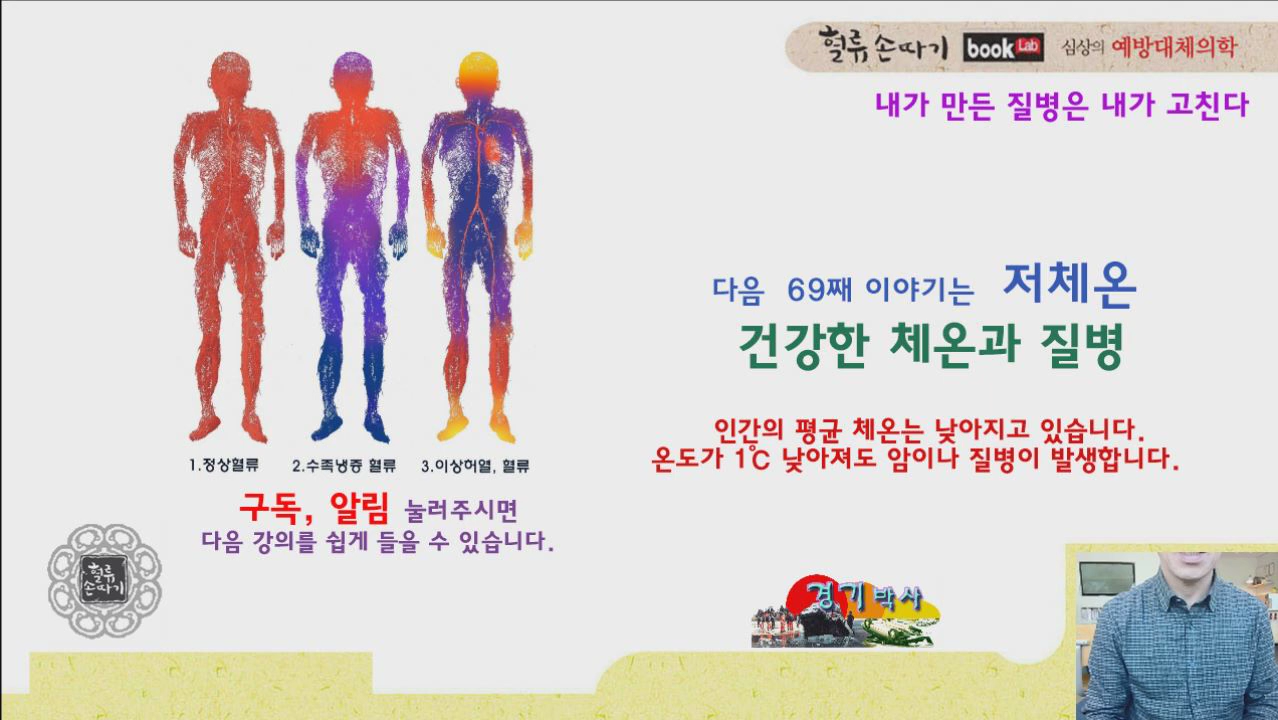 혈류 손따기 book Lab 심상의 예방대체의학
내가 만든 질병은 내가 고친다
다음 69째 이야기는 저체온
건강한 체온과 질병
인간의 평균 체온는 낮아지고 있습니다.
온도가 1℃ 낮아져도 암이나 질병이 발생합니다.
1.정상혈류 2.수족냉증 혈류 3.이상허열, 혈류
구독, 알림 눌러주시면
다음 강의를 쉽게 들을 수 있습니다.
혈류
손따기
경기박사